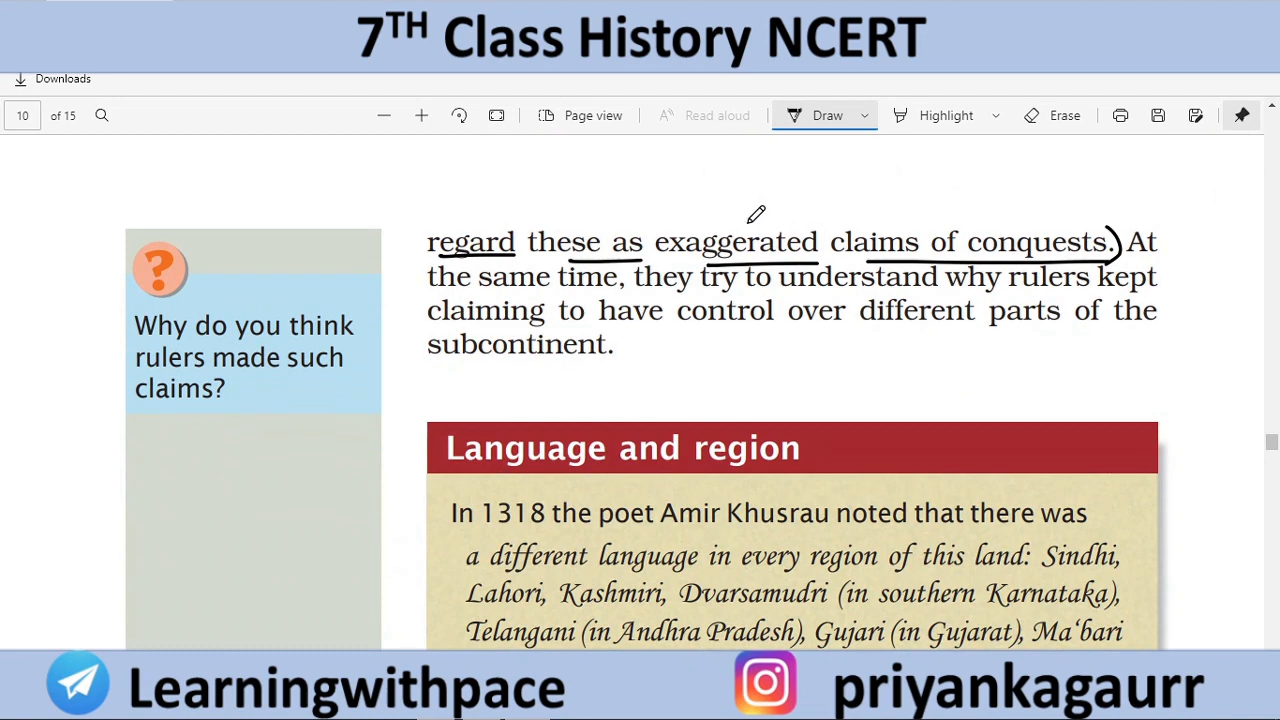 7TH Class History NCERT
Downloads
10 of 15
Page view
Read aloud
Draw
Highlight
Erase
regard these as exaggerated claims of conquests. At
the same time, they try to understand why rulers kept
claiming to have control over different parts of the
subcontinent.
?
Why do you think
rulers made such
claims?
Language and region
In 1318 the poet Amir Khusrau noted that there was
a different language in every region of this land: Sindhi,
Lahori, Kashmiri, Dvarsamudri (in southern Karnataka),
Telangani (in Andhra Pradesh), Gujari (in Gujarat), Ma‘bari
Learningwithpace
priyankagaurr